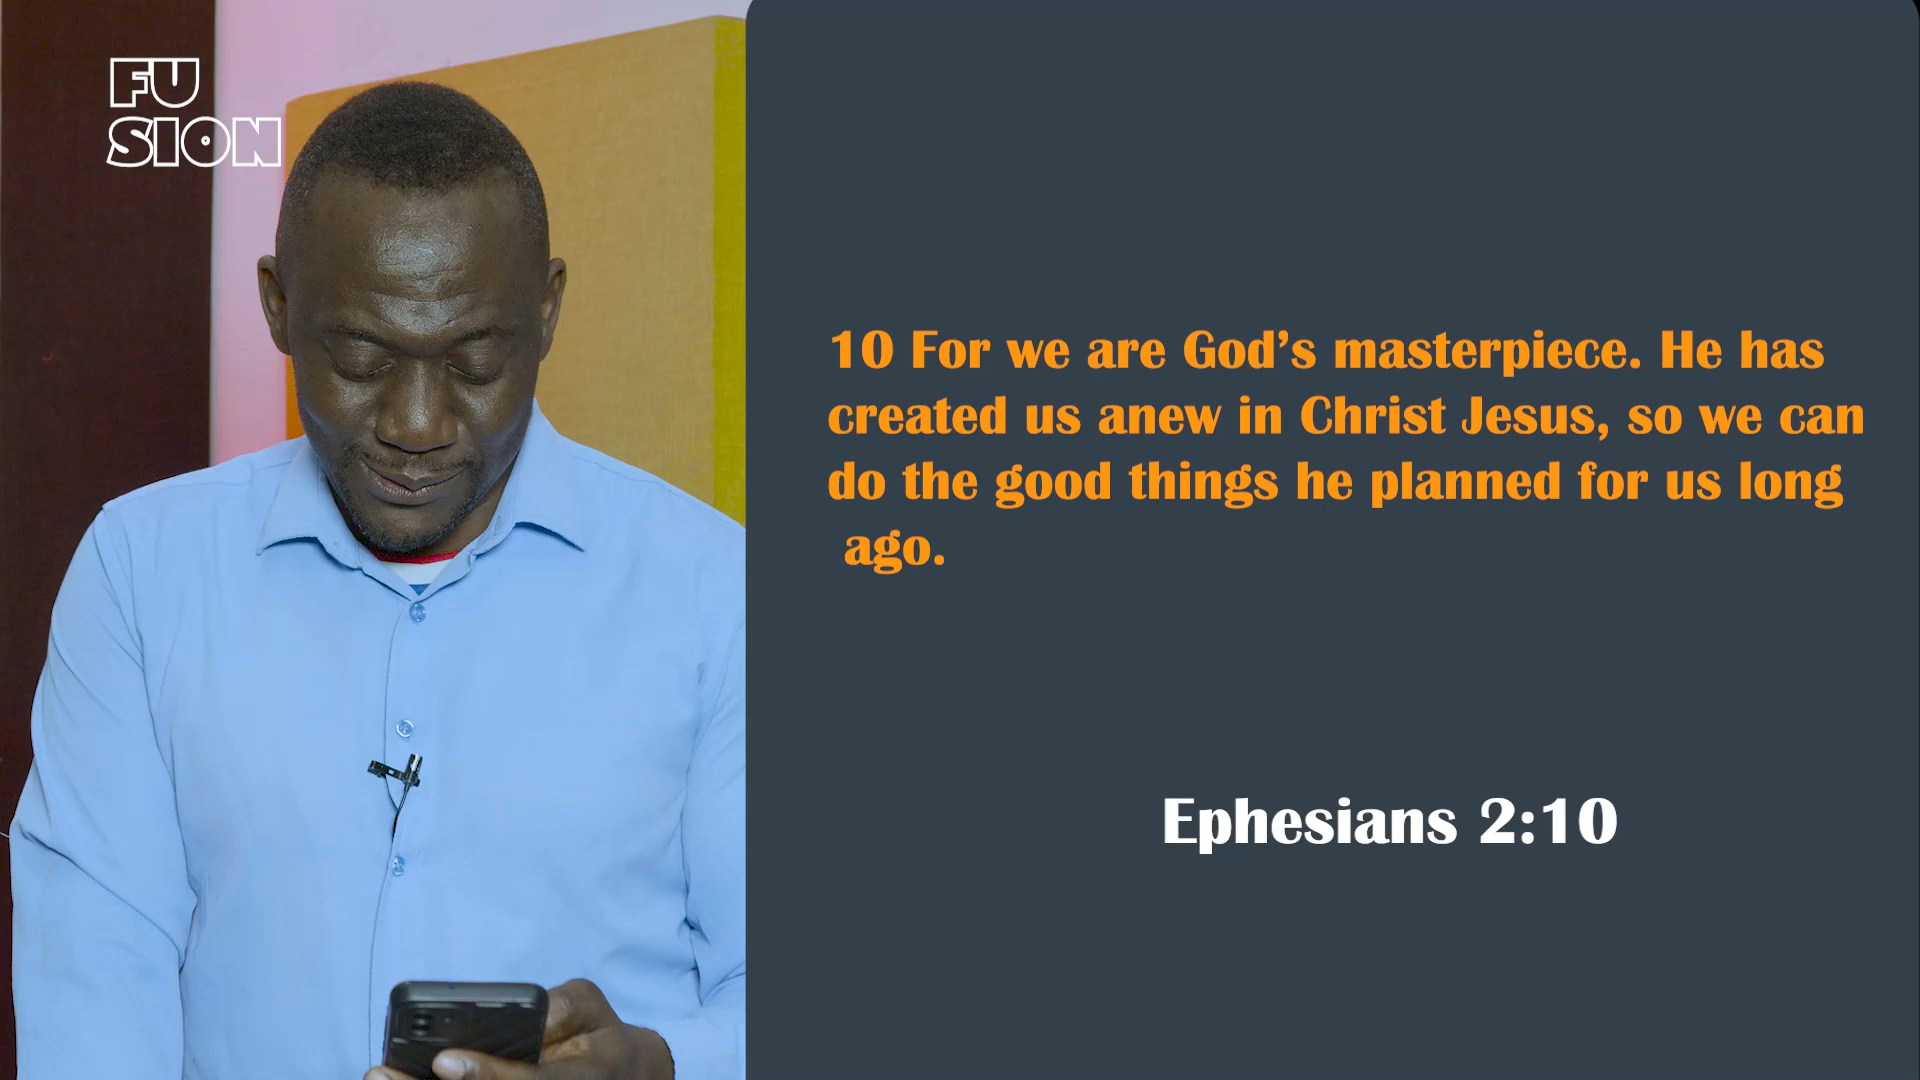 FU
SION
10 For we are God’s masterpiece. He has
created us anew in Christ Jesus, so we can
do the good things he planned for us long
ago.
Ephesians 2:10